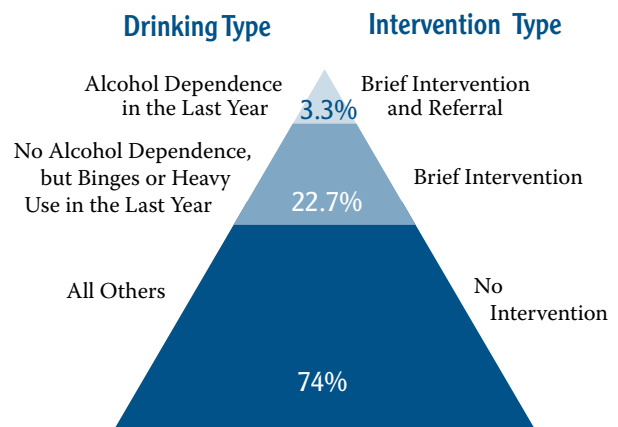 Drinking Type
Intervention Type
Alcohol Dependence
in the Last Year
3.3%
Brief Intervention
and Referral
No Alcohol Dependence,
but Binges or Heavy
Use in the Last Year
22.7%
Brief Intervention
All Others
No
Intervention
74%